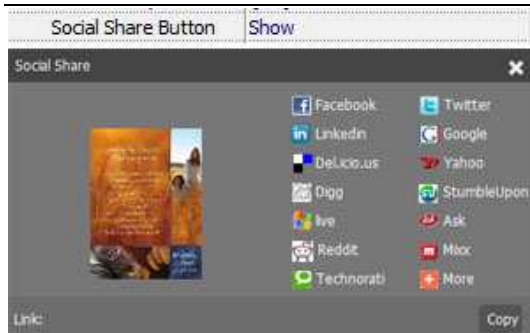 Social Share Button Show
Social Share
Facebook Twitter
Linkedin Google
Del.icio.us Yahoo
Digg StumbleUpon
live Ask
Reddit Mixx
Technorati More
Link: Copy